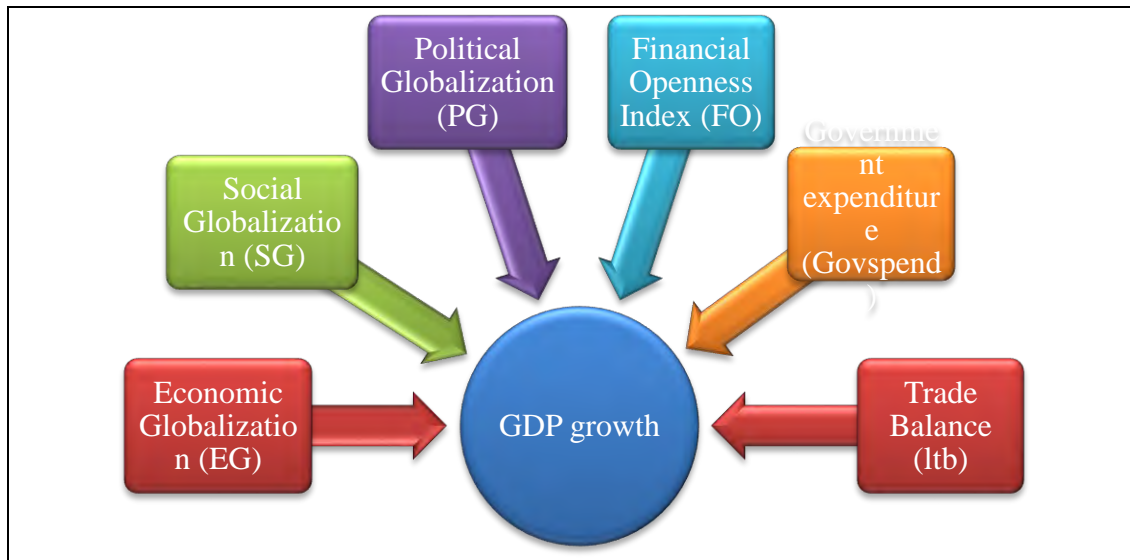 Political
Globalization
(PG)
Financial
Openness
Index (FO)
Governme
nt
expenditur
e
(Govspend
)
Social
Globalizatio
n (SG)
Economic
Globalizatio
n (EG)
GDP growth
Trade
Balance
(ltb)